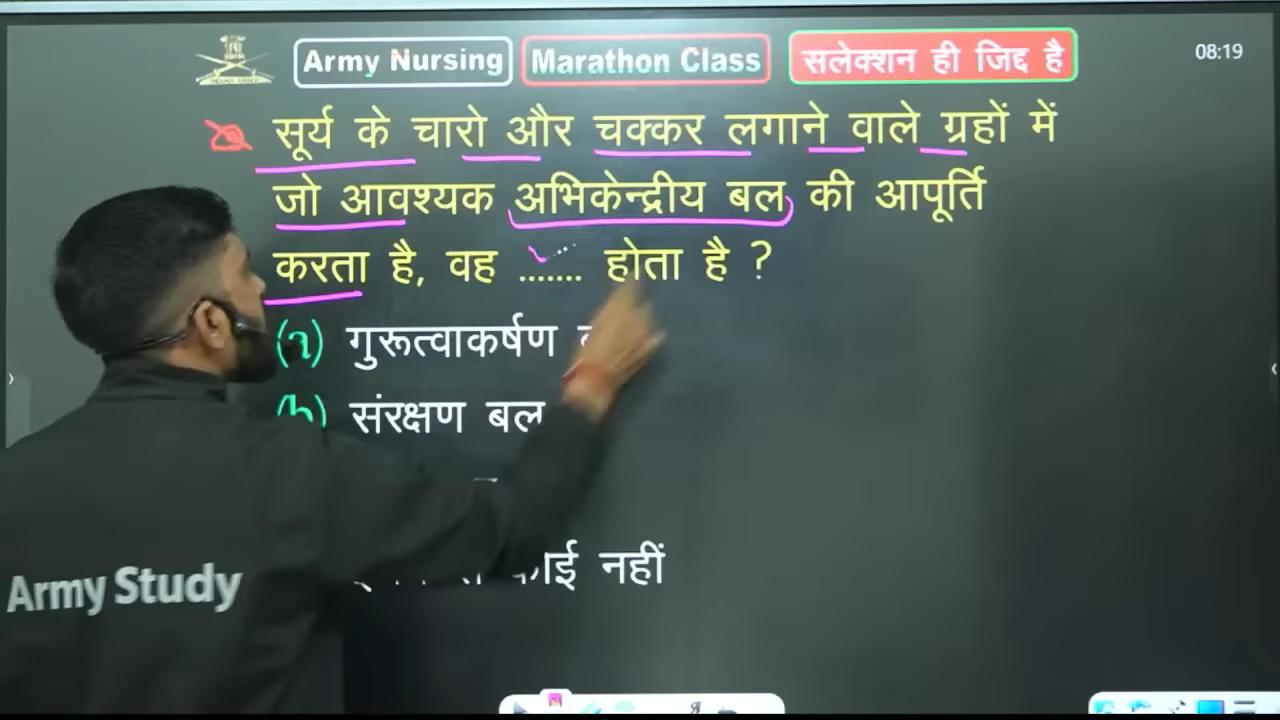 Army Nursing Marathon Class सलेक्शन ही जिद्द है 08:19
सूर्य के चारो और चक्कर लगाने वाले ग्रहों में
जो आवश्यक अभिकेन्द्रीय बल की आपूर्ति
करता है, वह ....... होता है ?
(a) गुरूत्वाकर्षण
(b) संरक्षण बल
कोई नहीं
Army Study